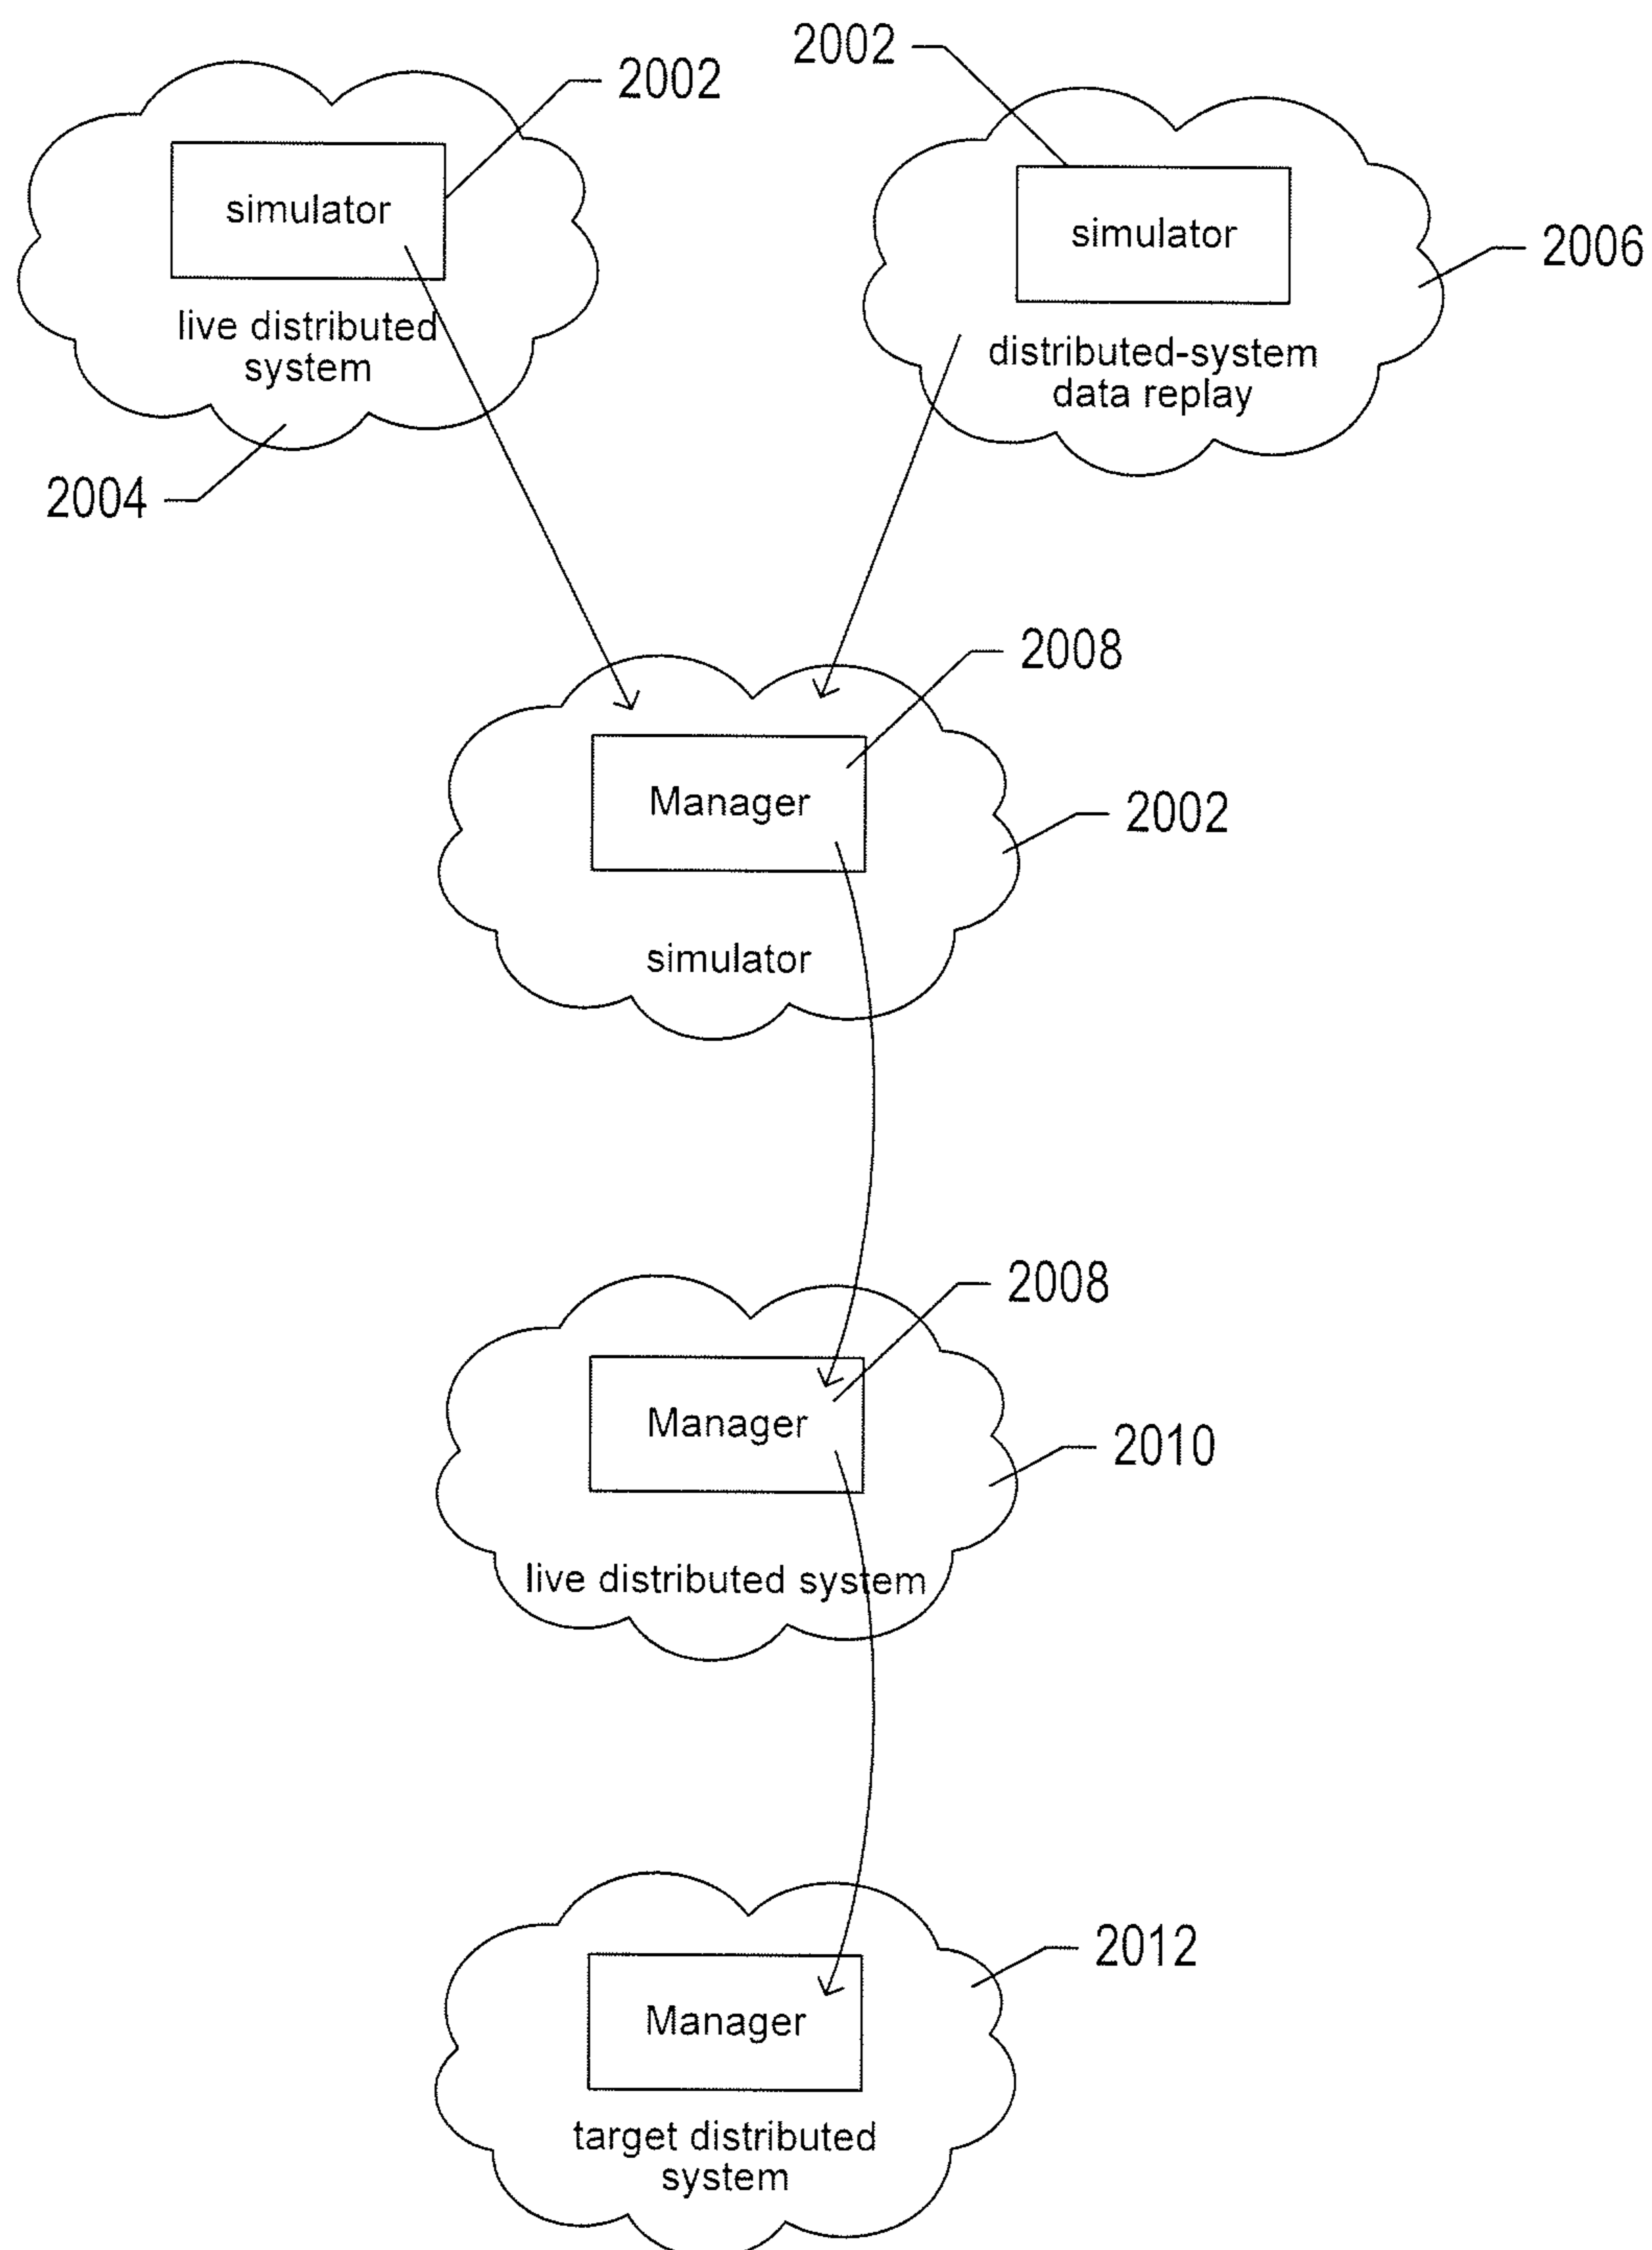 2002
2002
simulator
simulator
2006
live distributed
system
distributed-system
data replay
2004
2008
Manager
2002
simulator
2008
Manager
2010
live distributed system
2012
Manager
target distributed
system